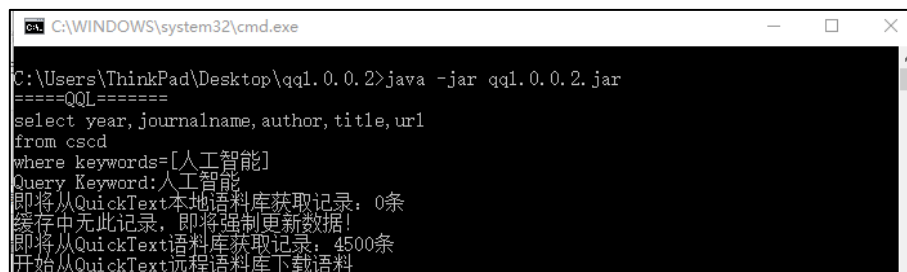 C:\WINDOWS\system32\cmd.exe
C:\Users\ThinkPad\Desktop\qq1.0.0.2>java -jar qq1.0.0.2.jar
=====QQL=======
select year,journalname,author,title,url
from cscd
where keywords=[人工智能]
Query Keyword:人工智能
即将从QuickText本地语料库获取记录：0条
缓存中无此记录，即将强制更新数据！
即将从QuickText语料库获取记录：4500条
开始从QuickText远程语料库下载语料